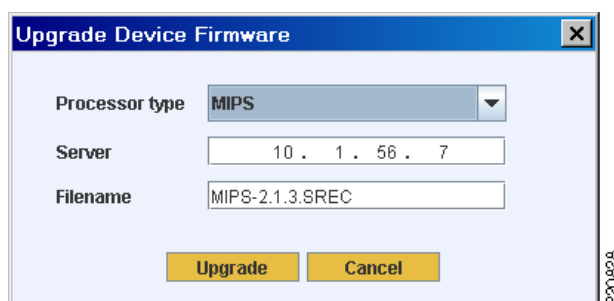 Upgrade Device Firmware
Processor type MIPS
Server 10 . 1 . 56 . 7
Filename MIPS-2.1.3.SREC
Upgrade Cancel